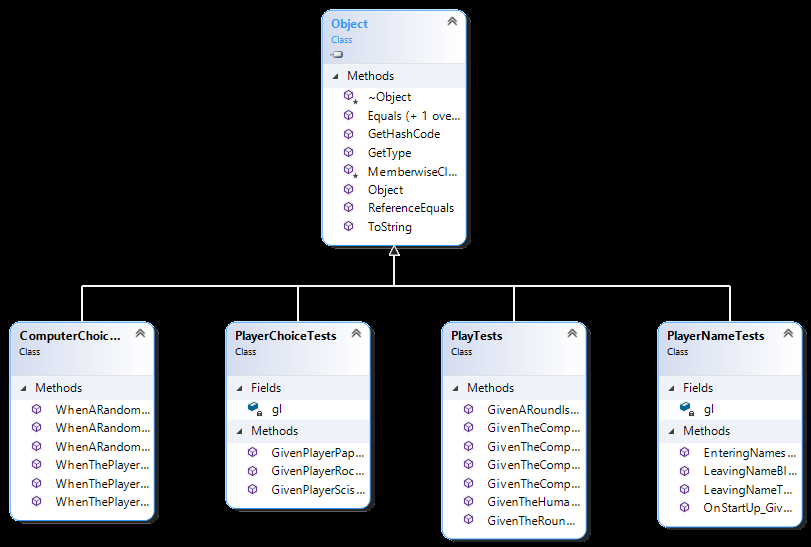 Object
Class
Methods
~Object
Equals (+ 1 ove...
GetHashCode
GetType
MemberwiseCl...
Object
ReferenceEquals
ToString
ComputerChoic...
Class
Methods
WhenARandom...
WhenARandom...
WhenARandom...
WhenThePlayer...
WhenThePlayer...
WhenThePlayer...
PlayerChoiceTests
Class
Fields
gl
Methods
GivenPlayerPap...
GivenPlayerRoc...
GivenPlayerScis...
PlayTests
Class
Methods
GivenARoundIs...
GivenTheComp...
GivenTheComp...
GivenTheComp...
GivenTheComp...
GivenTheHuma...
GivenTheRoun...
PlayerNameTests
Class
Fields
gl
Methods
EnteringNames...
LeavingNameBl...
LeavingNameT...
OnStartUp_Giv...